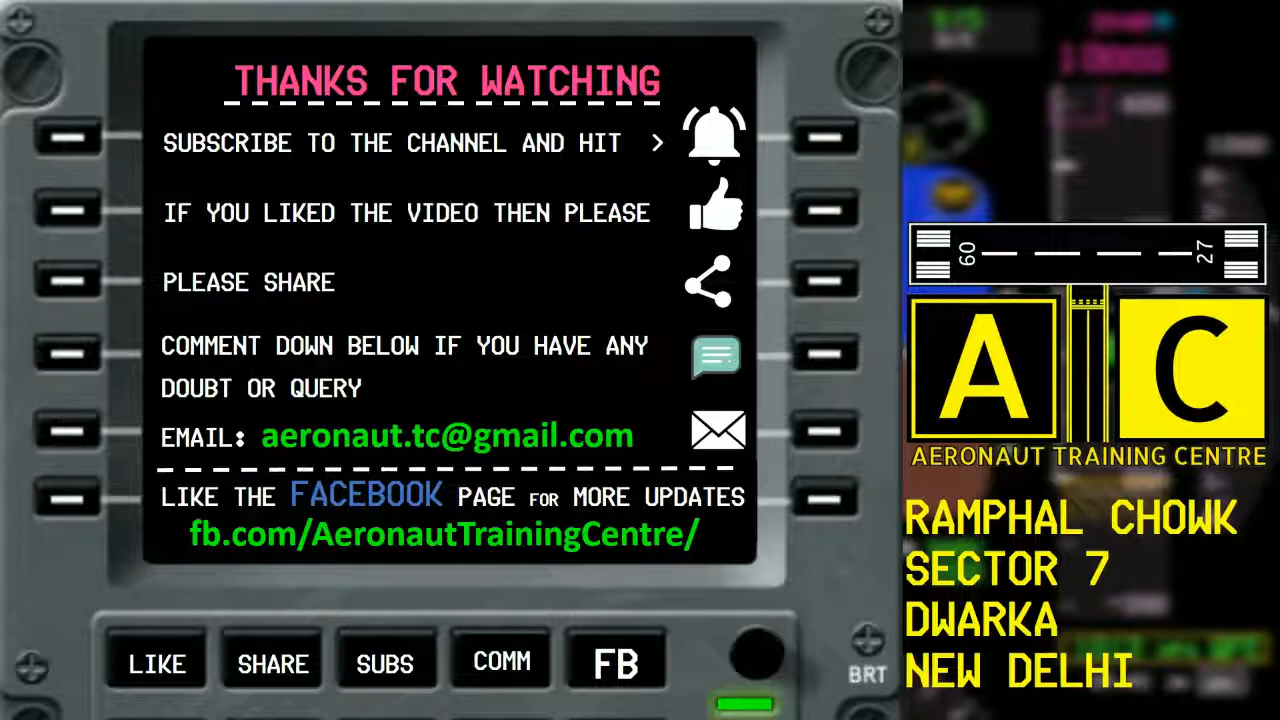 THANKS FOR WATCHING
SUBSCRIBE TO THE CHANNEL AND HIT >
IF YOU LIKED THE VIDEO THEN PLEASE
PLEASE SHARE
COMMENT DOWN BELOW IF YOU HAVE ANY
DOUBT OR QUERY
EMAIL: aeronaut.tc@gmail.com
LIKE THE FACEBOOK PAGE FOR MORE UPDATES
fb.com/AeronautTrainingCentre/
LIKE SHARE SUBS COMM FB
BRT
09 27
A C
AERONAUT TRAINING CENTRE
RAMPHAL CHOWK
SECTOR 7
DWARKA
NEW DELHI